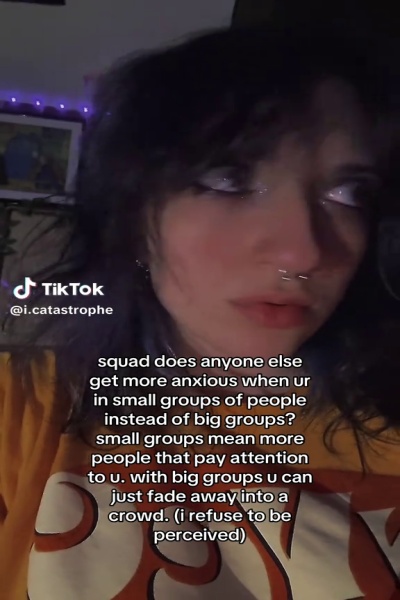 TikTok
@i.catastrophe
squad does anyone else
get more anxious when ur
in small groups of people
instead of big groups?
small groups mean more
people that pay attention
to u. with big groups u can
just fade away into a
crowd. (i refuse to be
perceived)